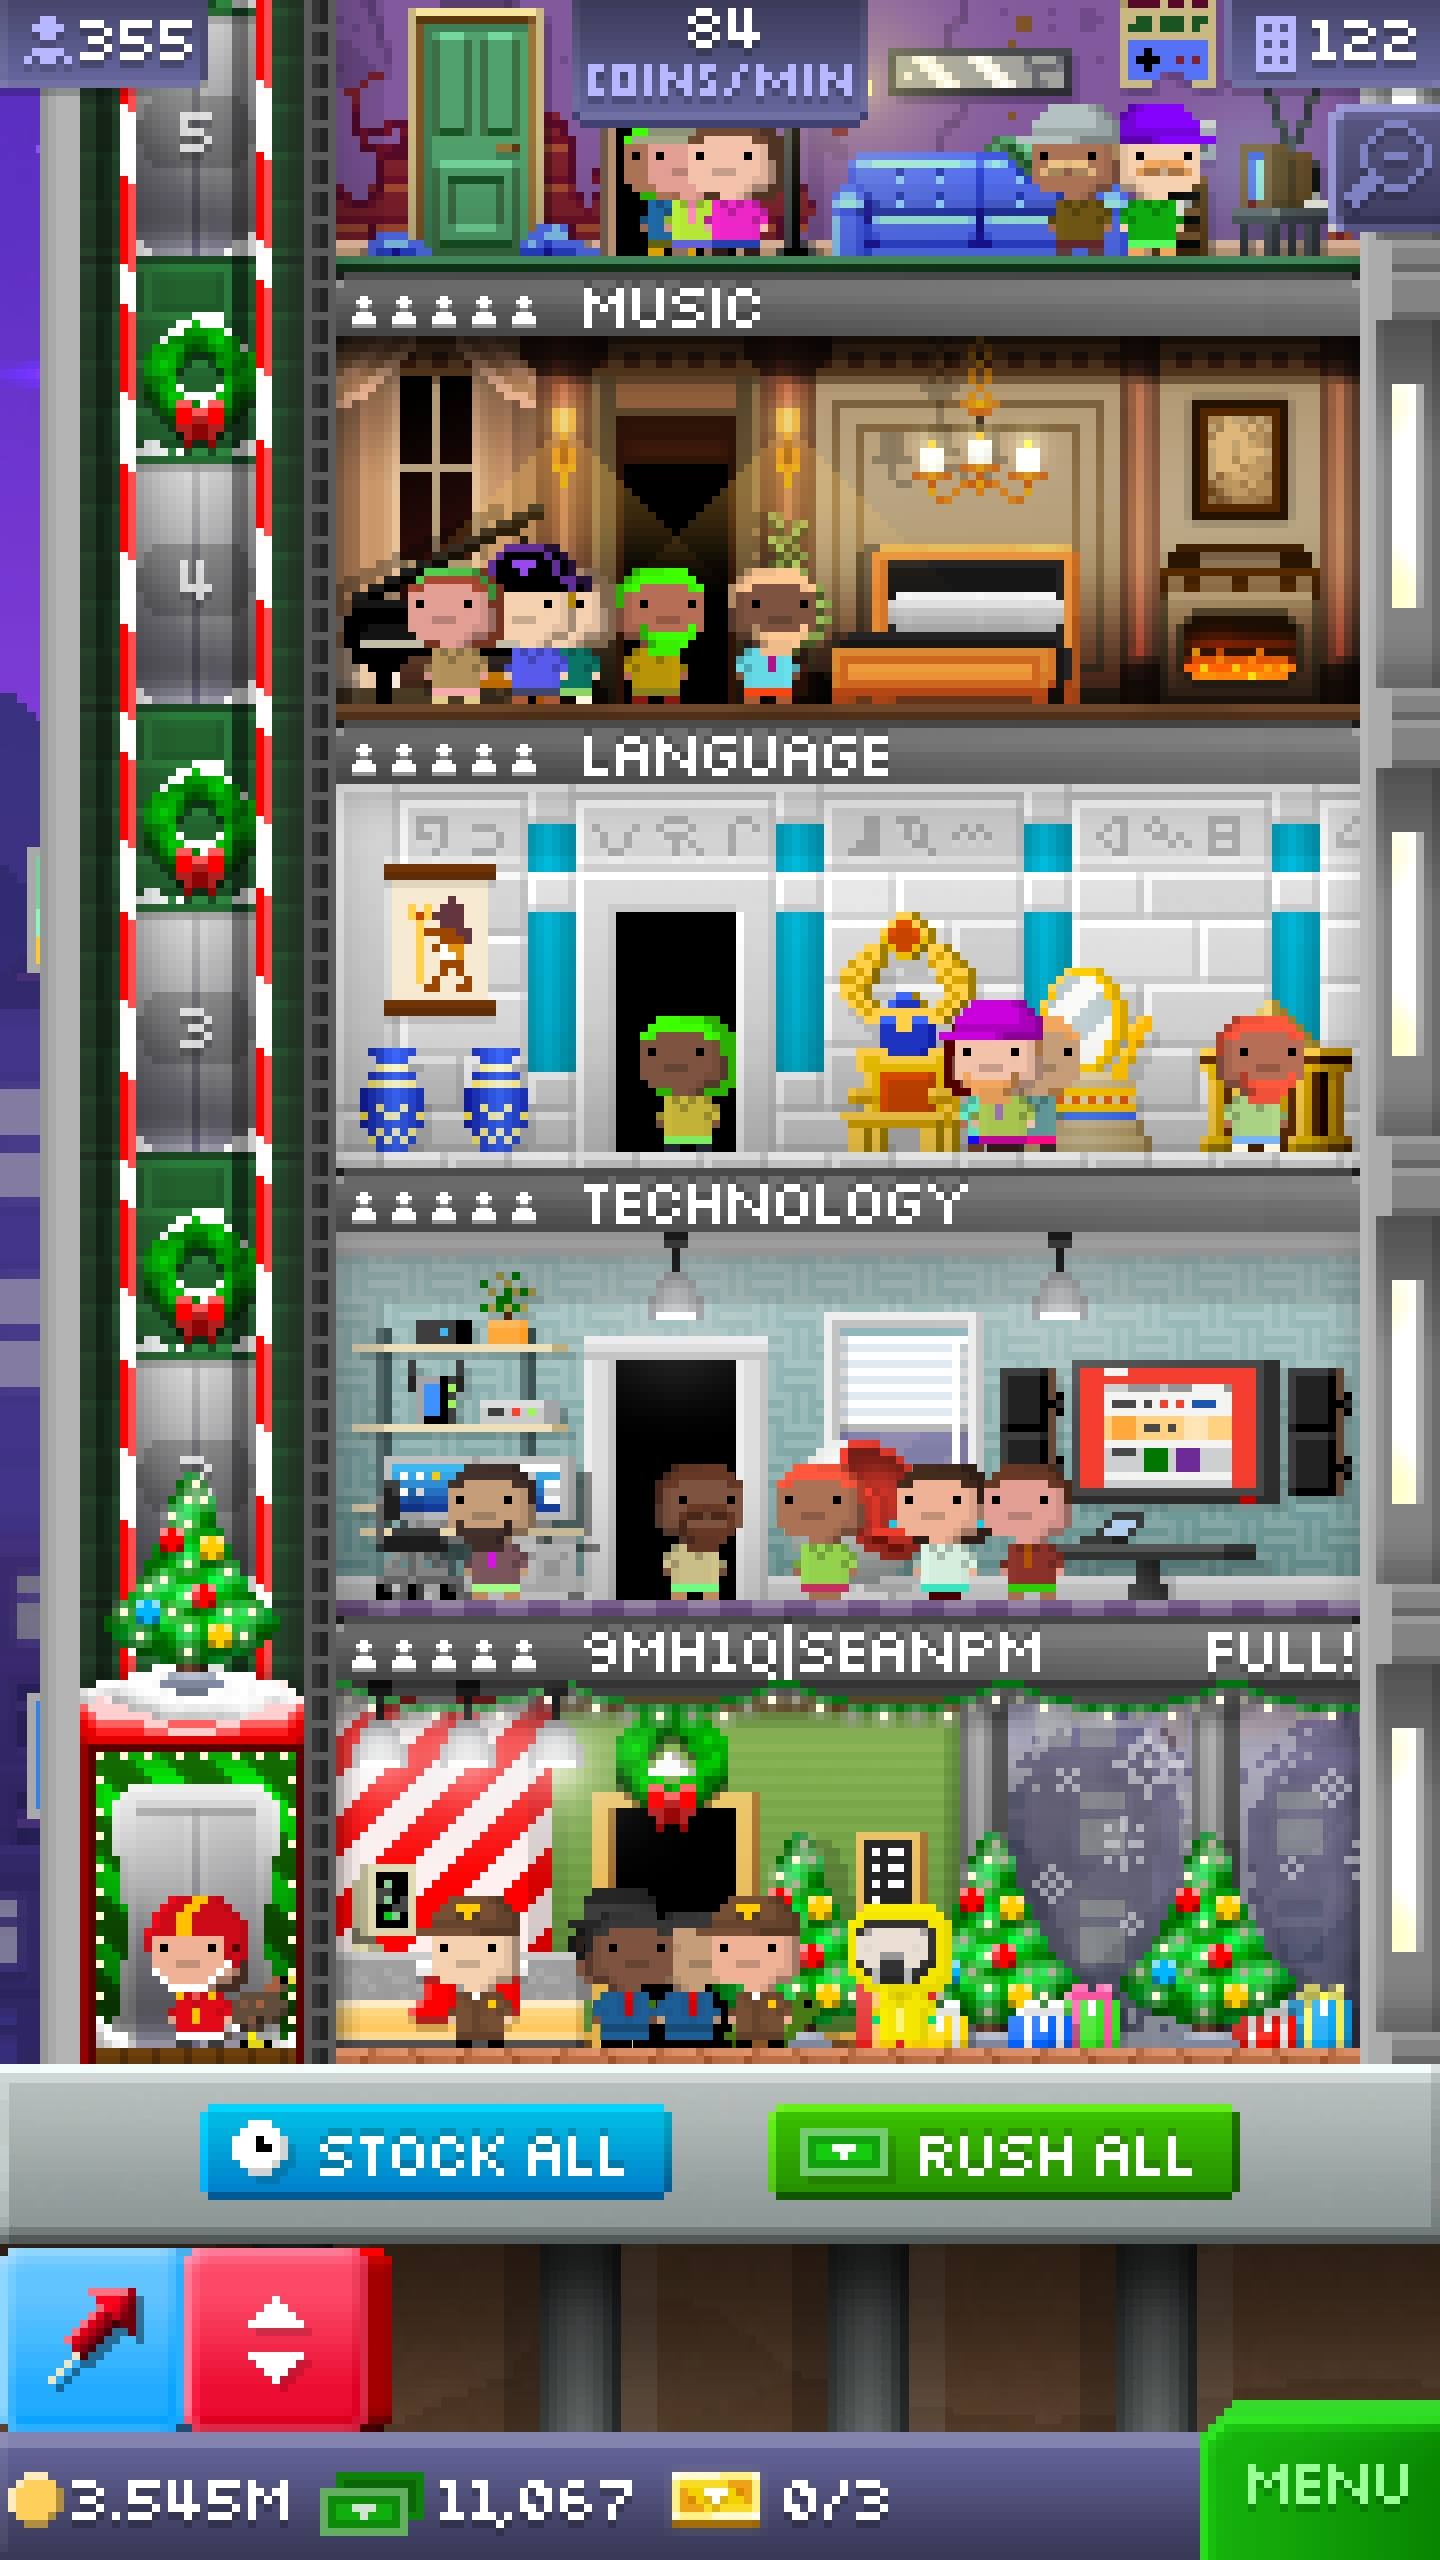 355
84
COINS/MIN
122
5
MUSIC
4
LANGUAGE
3
TECHNOLOGY
2
9MH1Q|SEANPM FULL!
STOCK ALL
RUSH ALL
3.545M 11,067 0/3
MENU